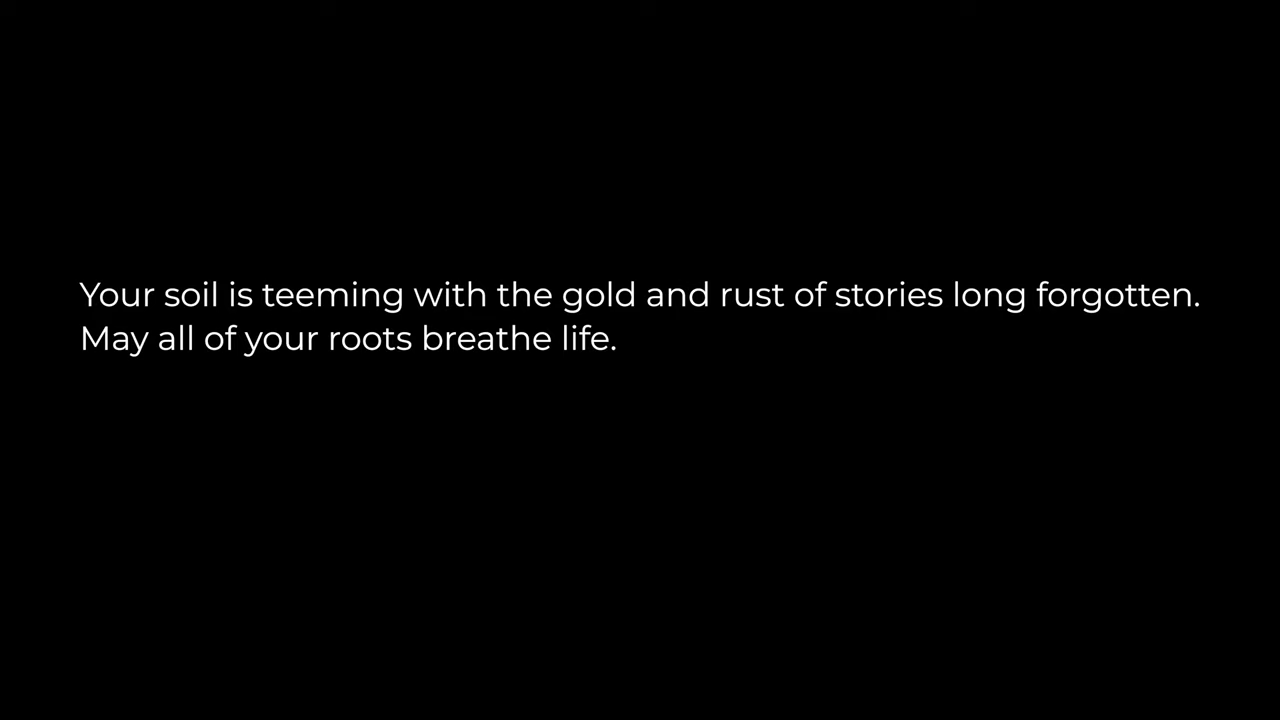 Your soil is teeming with the gold and rust of stories long forgotten.
May all of your roots breathe life.